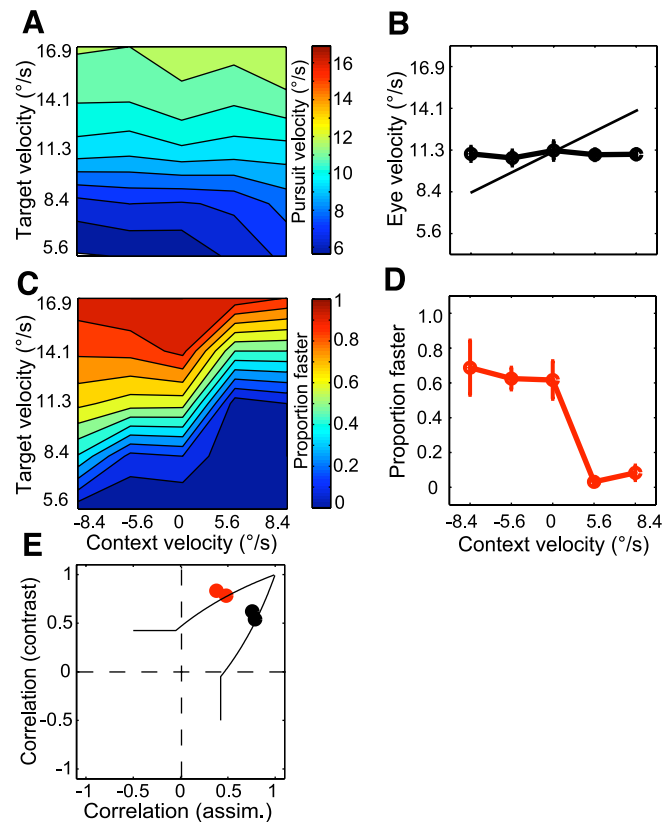 A
16.9
14.1
11.3
8.4
5.6
Target velocity (°/s)
16
14
12
10
8
6
Pursuit velocity (°/s)
B
16.9
14.1
11.3
8.4
5.6
Eye velocity (°/s)
C
16.9
14.1
11.3
8.4
5.6
Target velocity (°/s)
-8.4 -5.6 0 5.6 8.4
Context velocity (°/s)
1
0.8
0.6
0.4
0.2
0
Proportion faster
D
1.0
0.8
0.6
0.4
0.2
0
Proportion faster
-8.4 -5.6 0 5.6 8.4
Context velocity (°/s)
E
1
0.5
0
-0.5
-1
Correlation (contrast)
-1 -0.5 0 0.5 1
Correlation (assim.)